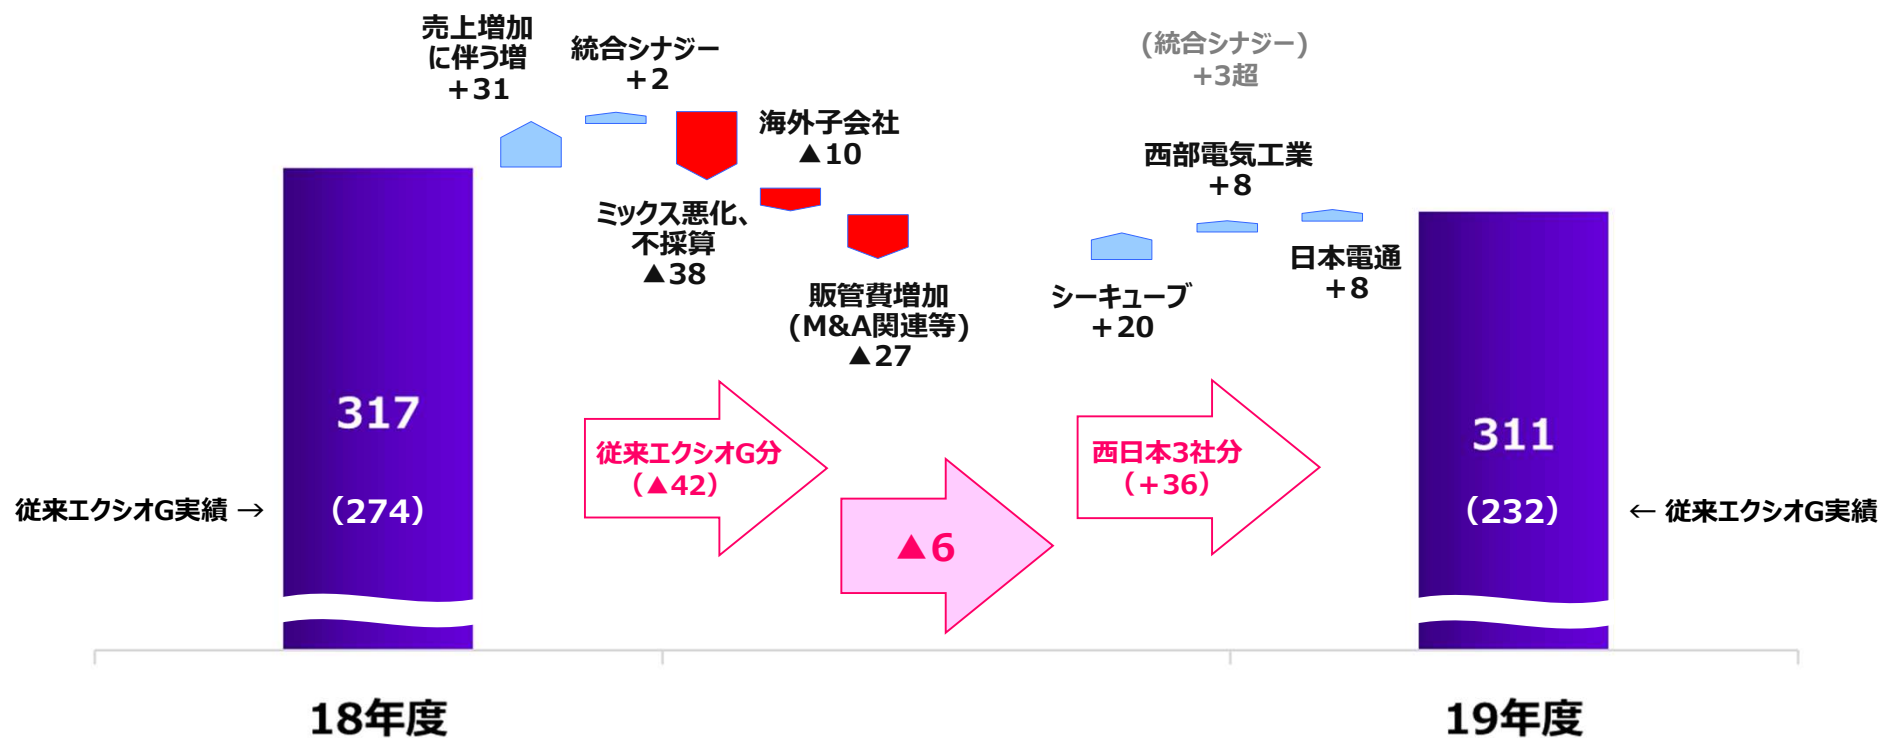 売上増加
に伴う増
+31
統合シナジー
+2
(統合シナジー)
+3超
海外子会社
▲10
西部電気工業
+8
ミックス悪化、
不採算
▲38
日本電通
+8
販管費増加
(M&A関連等)
▲27
シーキューブ
+20
317
(274)
従来エクシオG実績 →
従来エクシオG分
(▲42)
▲6
西日本3社分
(+36)
311
(232)
← 従来エクシオG実績
18年度
19年度